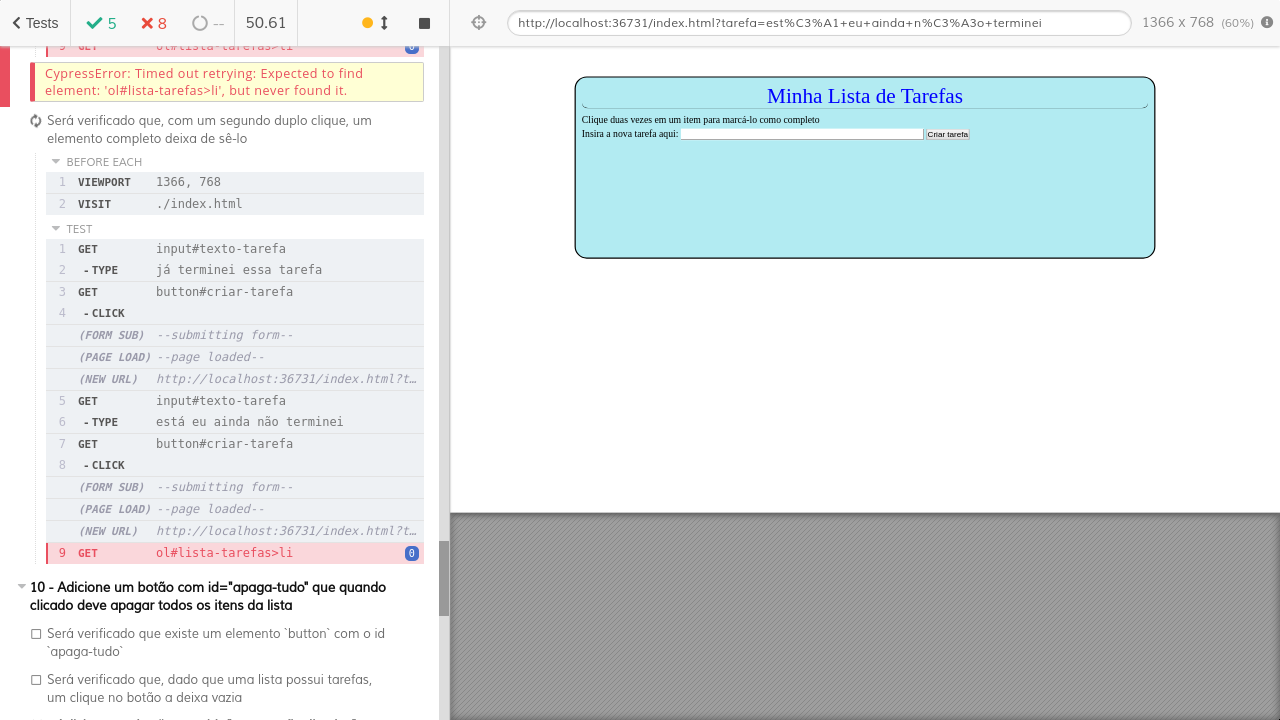 Tests
5
8
--
50.61
http://localhost:36731/index.html?tarefa=est%C3%A1+eu+ainda+n%C3%A3o+terminei
1366 x 768 (60%)
9 GET ol#lista-tarefas>li 0
CypressError: Timed out retrying: Expected to find
element: 'ol#lista-tarefas>li', but never found it.
Será verificado que, com um segundo duplo clique, um
elemento completo deixa de sê-lo
BEFORE EACH
1 VIEWPORT 1366, 768
2 VISIT ./index.html
TEST
1 GET input#texto-tarefa
2 -TYPE já terminei essa tarefa
3 GET button#criar-tarefa
4 -CLICK
(FORM SUB) --submitting form--
(PAGE LOAD) --page loaded--
(NEW URL) http://localhost:36731/index.html?t…
5 GET input#texto-tarefa
6 -TYPE está eu ainda não terminei
7 GET button#criar-tarefa
8 -CLICK
(FORM SUB) --submitting form--
(PAGE LOAD) --page loaded--
(NEW URL) http://localhost:36731/index.html?t…
9 GET ol#lista-tarefas>li 0
10 - Adicione um botão com id="apaga-tudo" que quando
clicado deve apagar todos os itens da lista
Será verificado que existe um elemento `button` com o id
`apaga-tudo`
Será verificado que, dado que uma lista possui tarefas,
um clique no botão a deixa vazia
Minha Lista de Tarefas
Clique duas vezes em um item para marcá-lo como completo
Insira a nova tarefa aqui:
Criar tarefa